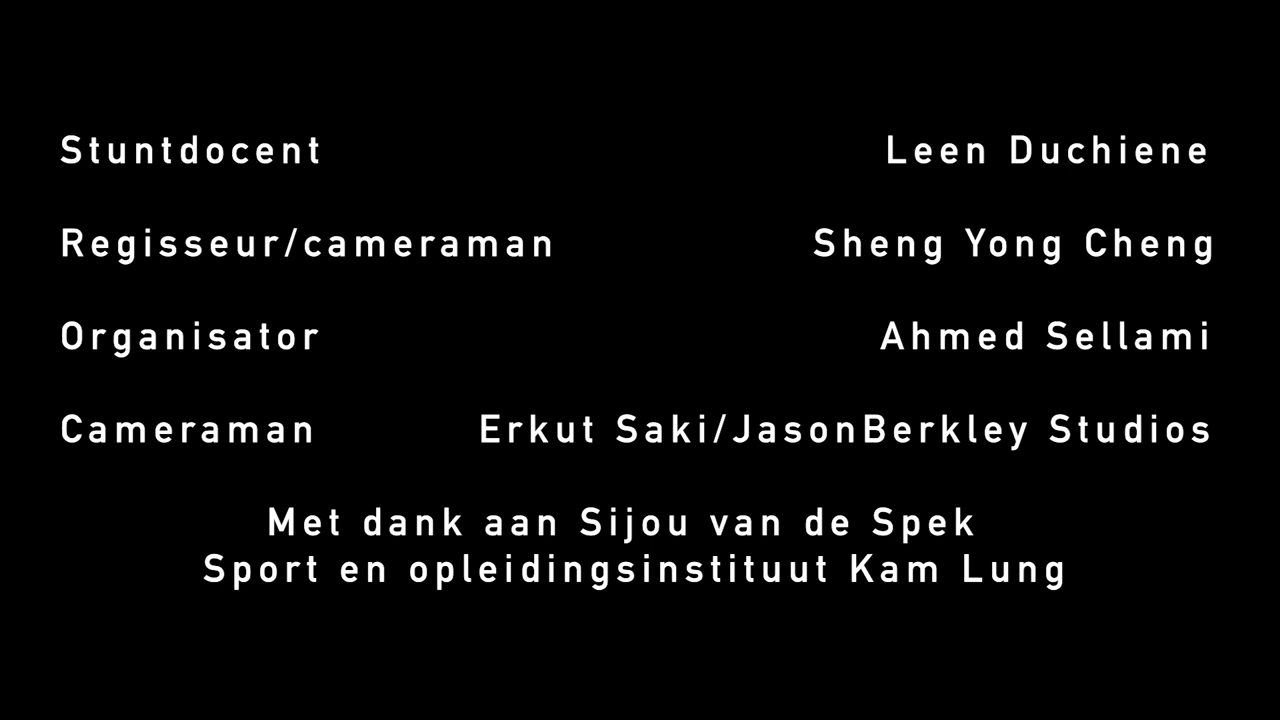 Stuntdocent Leen Duchiene
Regisseur/cameraman Sheng Yong Cheng
Organisator Ahmed Sellami
Cameraman Erkut Saki/JasonBerkley Studios
Met dank aan Sijou van de Spek
Sport en opleidingsinstituut Kam Lung